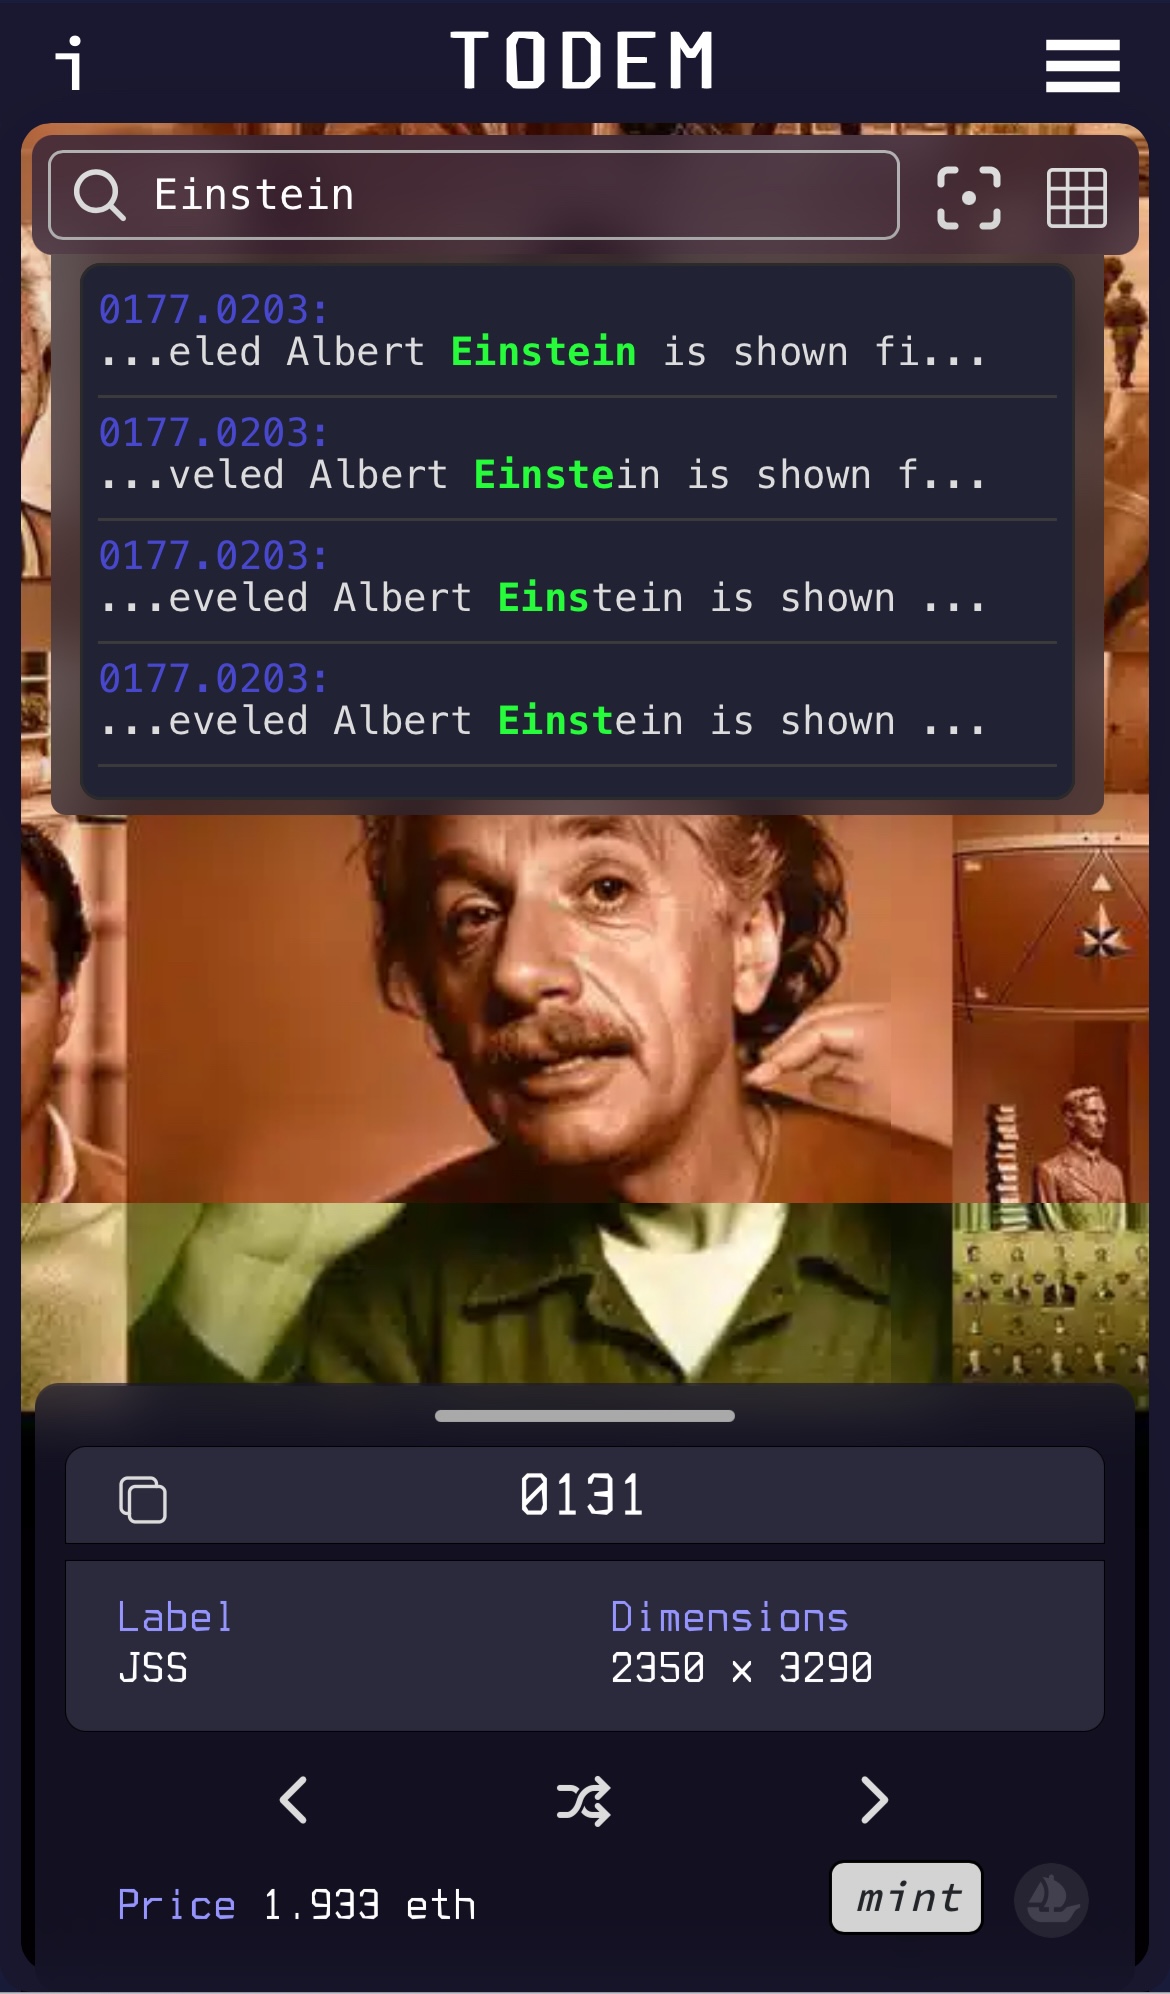 i TODEM
Einstein
0177.0203:
...eled Albert Einstein is shown fi...
0177.0203:
...veled Albert Einstein is shown f...
0177.0203:
...eveled Albert Einstein is shown ...
0177.0203:
...eveled Albert Einstein is shown ...
0131
Label Dimensions
JSS 2350 x 3290
Price 1.933 eth mint